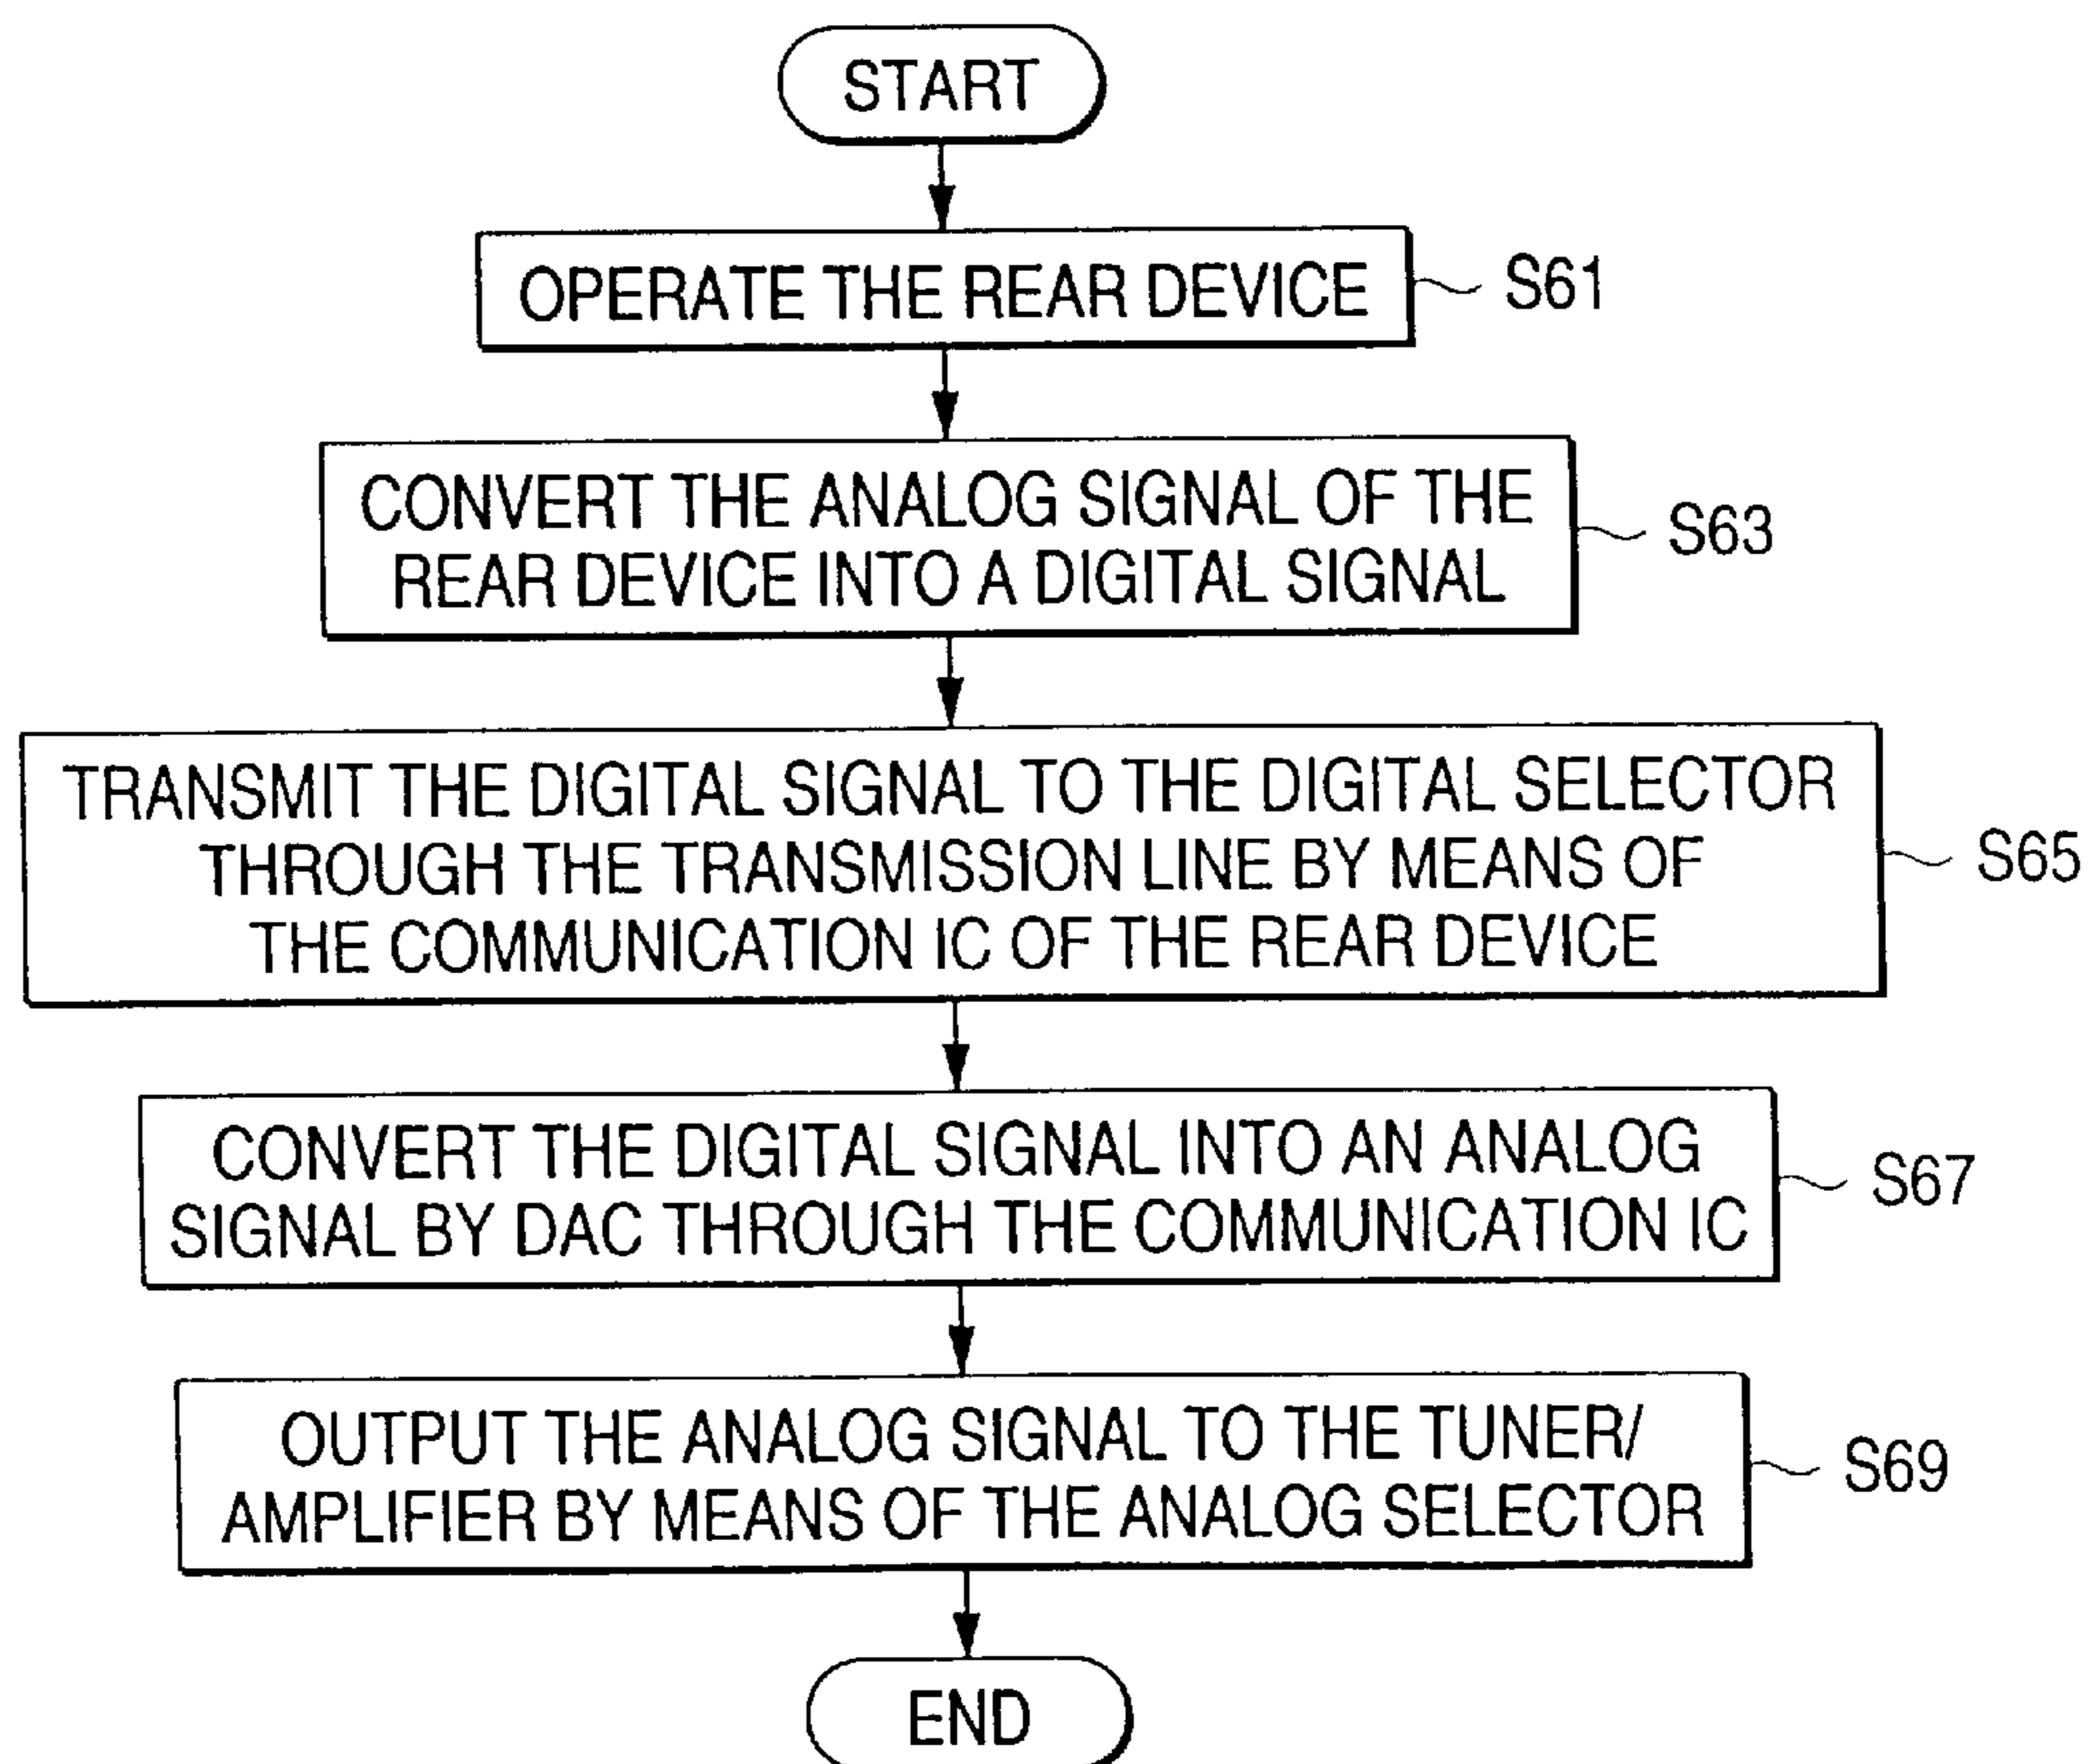 START
OPERATE THE REAR DEVICE
S61
CONVERT THE ANALOG SIGNAL OF THE
REAR DEVICE INTO A DIGITAL SIGNAL
S63
TRANSMIT THE DIGITAL SIGNAL TO THE DIGITAL SELECTOR
THROUGH THE TRANSMISSION LINE BY MEANS OF
THE COMMUNICATION IC OF THE REAR DEVICE
S65
CONVERT THE DIGITAL SIGNAL INTO AN ANALOG
SIGNAL BY DAC THROUGH THE COMMUNICATION IC
S67
OUTPUT THE ANALOG SIGNAL TO THE TUNER/
AMPLIFIER BY MEANS OF THE ANALOG SELECTOR
S69
END